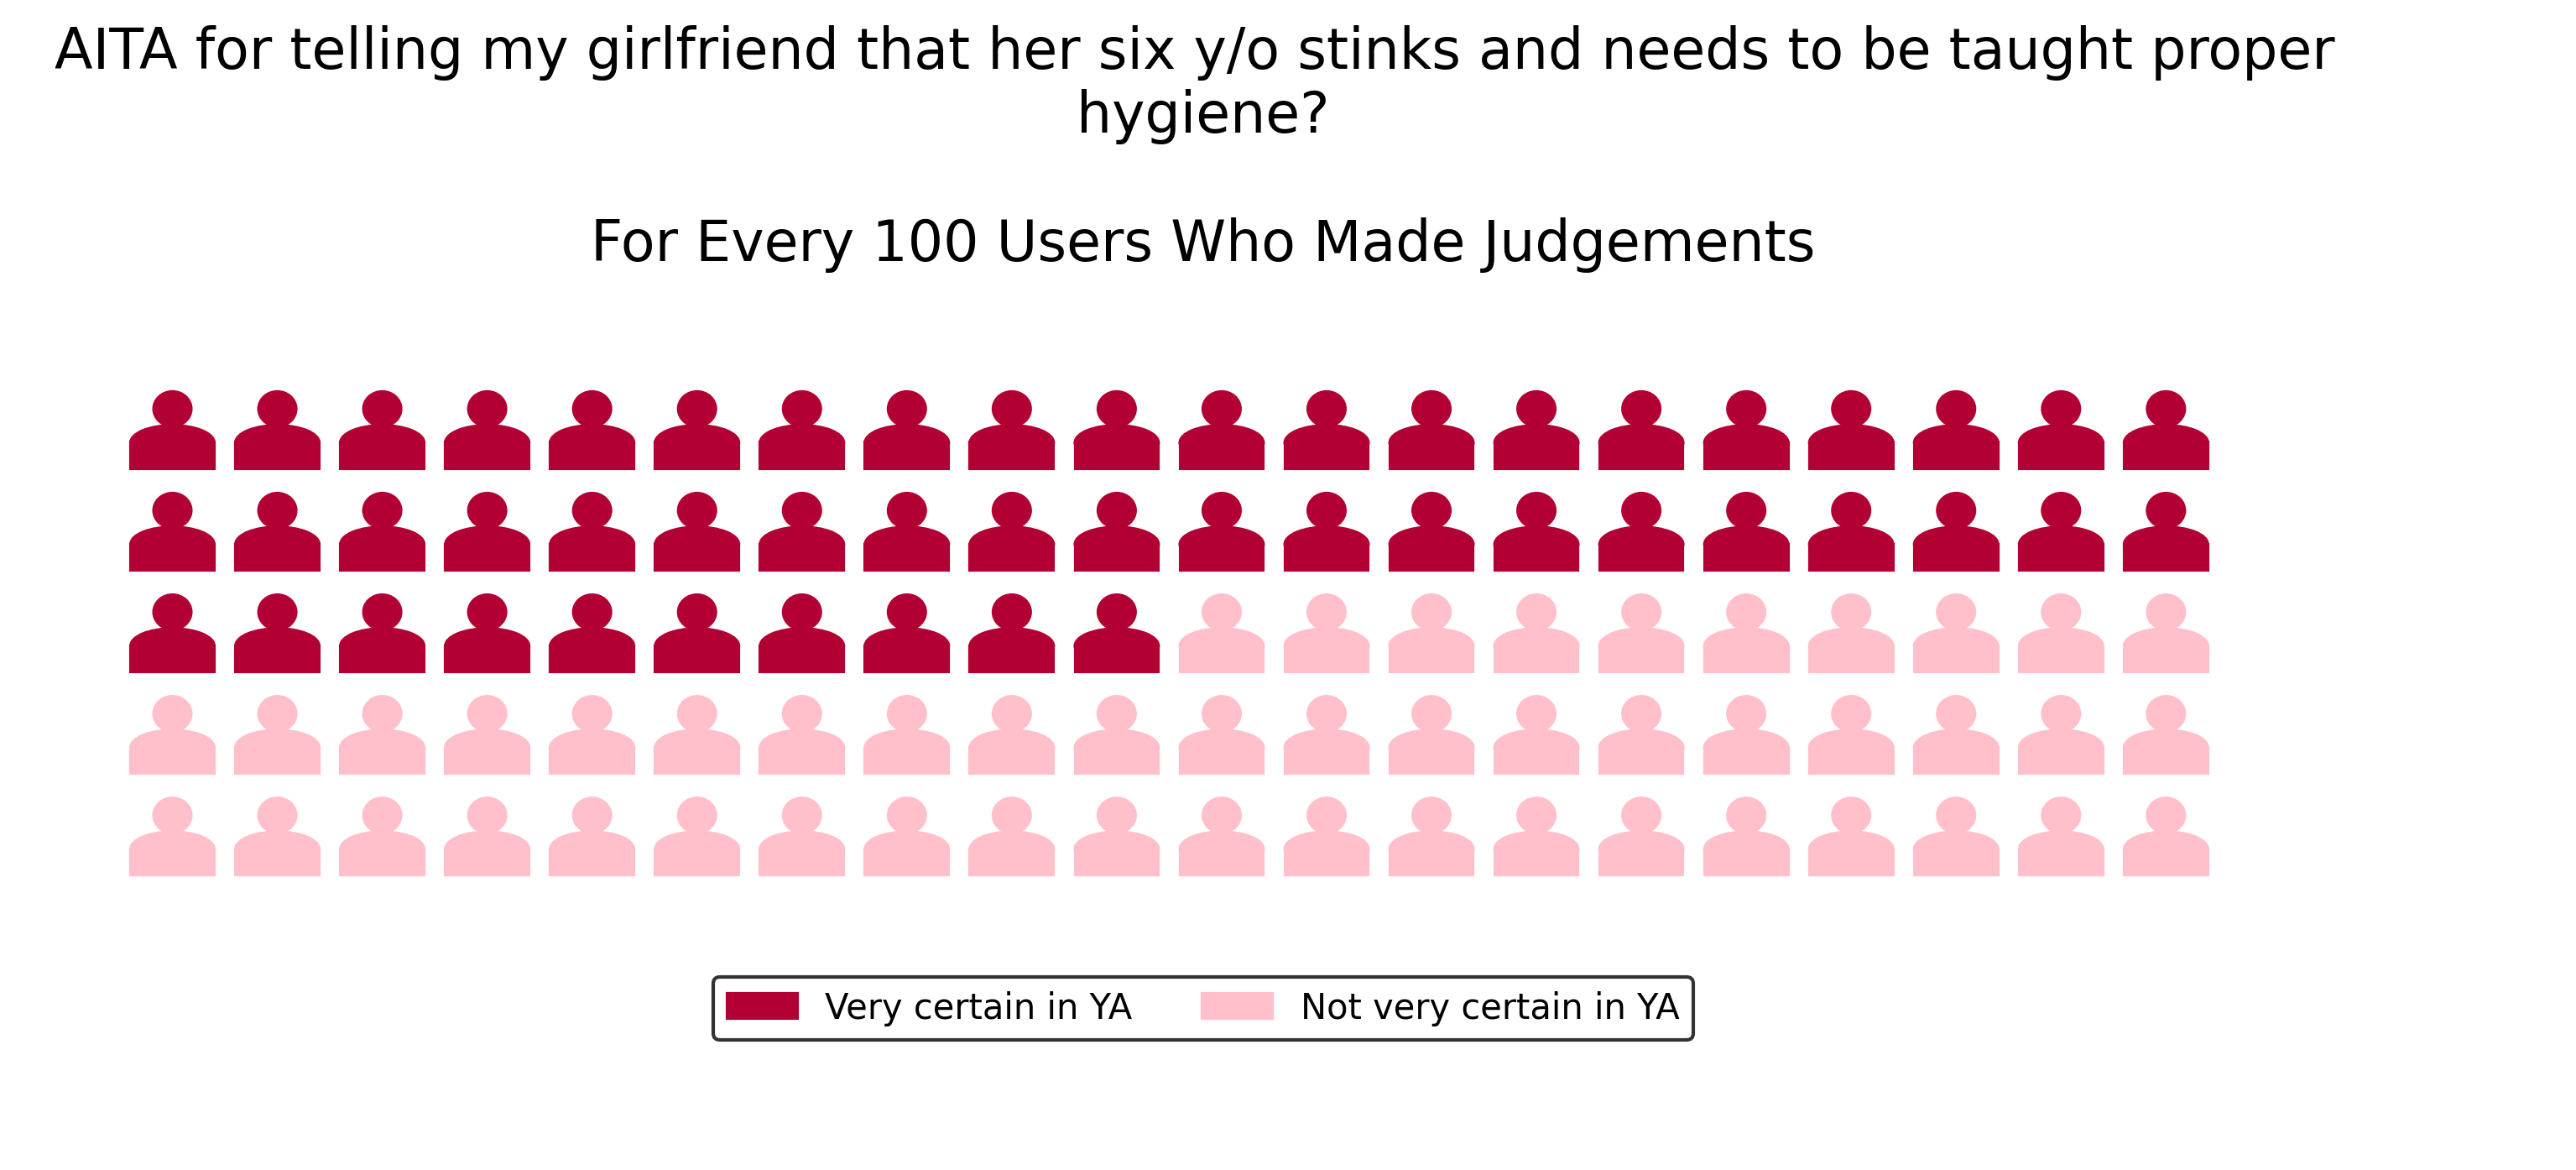 AITA for telling my girlfriend that her six y/o stinks and needs to be taught proper
hygiene?
For Every 100 Users Who Made Judgements
Very certain in YA
Not very certain in YA